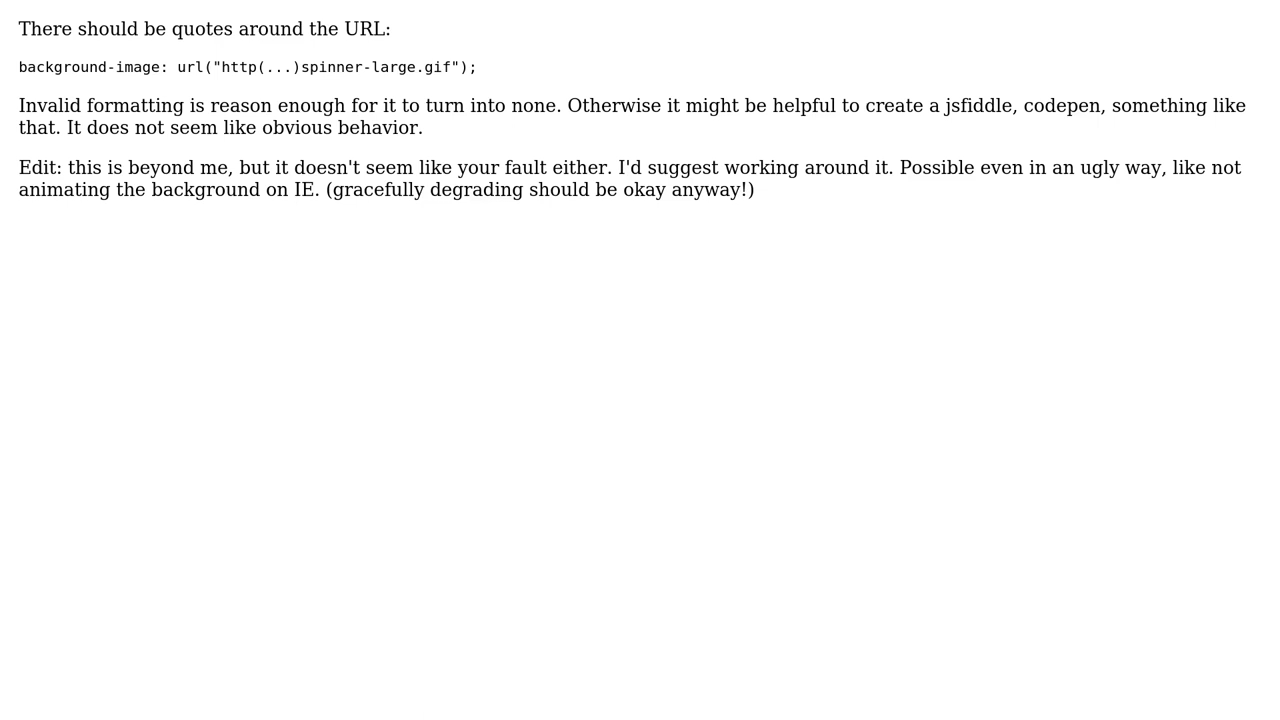 There should be quotes around the URL:
background-image: url("http(...)spinner-large.gif");
Invalid formatting is reason enough for it to turn into none. Otherwise it might be helpful to create a jsfiddle, codepen, something like
that. It does not seem like obvious behavior.
Edit: this is beyond me, but it doesn't seem like your fault either. I'd suggest working around it. Possible even in an ugly way, like not
animating the background on IE. (gracefully degrading should be okay anyway!)